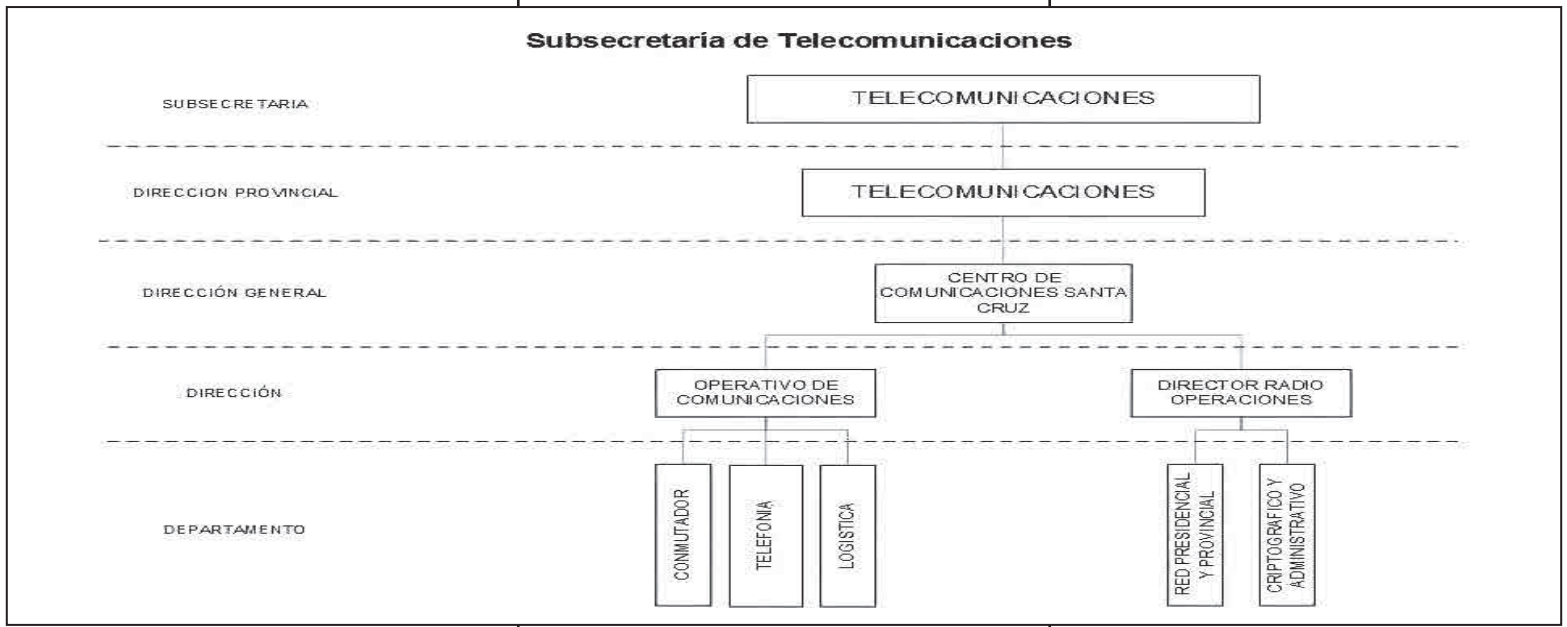 Subsecretaría de Telecomunicaciones
SUBSECRETARIA
TELECOMUNICACIONES
DIRECCION PROVINCIAL
TELECOMUNICACIONES
DIRECCIÓN GENERAL
CENTRO DE
COMUNICACIONES SANTA
CRUZ
DIRECCIÓN
OPERATIVO DE
COMUNICACIONES
DIRECTOR RADIO
OPERACIONES
DEPARTAMENTO
CONMUTADOR
TELEFONIA
LOGISTICA
RED PRESIDENCIAL
Y PROVINCIAL
CRIPTOGRAFICO Y
ADMINISTRATIVO